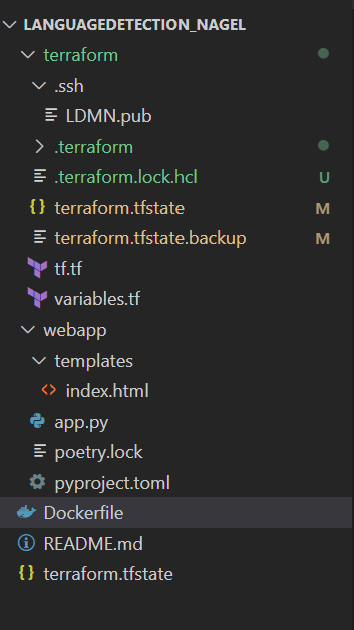 LANGUAGEDETECTION_NAGEL
terraform
.ssh
LDMN.pub
.terraform
.terraform.lock.hcl U
terraform.tfstate M
terraform.tfstate.backup M
tf.tf
variables.tf
webapp
templates
index.html
app.py
poetry.lock
pyproject.toml
Dockerfile
README.md
terraform.tfstate